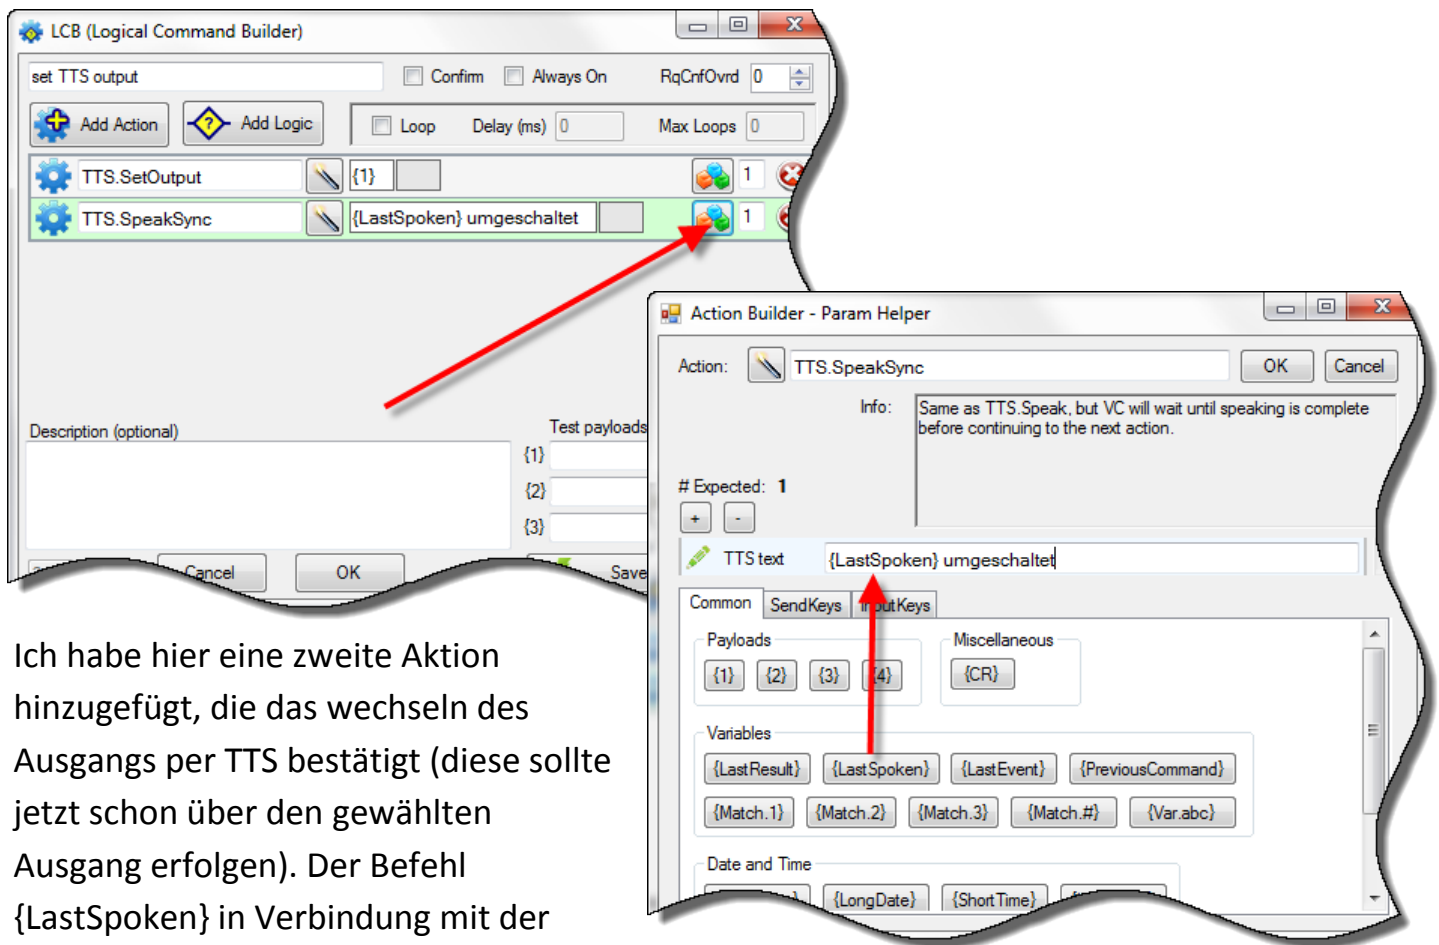 LCB (Logical Command Builder)
set TTS output
Confirm
Always On
RqCnfOvrd 0
Add Action
Add Logic
Loop
Delay (ms) 0
Max Loops 0
TTS.SetOutput
{1}
1
TTS.SpeakSync
{LastSpoken} umgeschaltet
1
Description (optional)
Test payloads
{1}
{2}
{3}
Cancel
OK
Save
Action Builder - Param Helper
Action:
TTS.SpeakSync
OK
Cancel
Info:
Same as TTS.Speak, but VC will wait until speaking is complete
before continuing to the next action.
# Expected: 1
+
-
TTS text
{LastSpoken} umgeschaltet
Common
SendKeys
InputKeys
Payloads
{1}
{2}
{3}
{4}
Miscellaneous
{CR}
Variables
{LastResult}
{LastSpoken}
{LastEvent}
{PreviousCommand}
{Match.1}
{Match.2}
{Match.3}
{Match.#}
{Var.abc}
Date and Time
{LongDate}
{ShortTime}
Ich habe hier eine zweite Aktion
hinzugefügt, die das wechseln des
Ausgangs per TTS bestätigt (diese sollte
jetzt schon über den gewählten
Ausgang erfolgen). Der Befehl
{LastSpoken} in Verbindung mit der